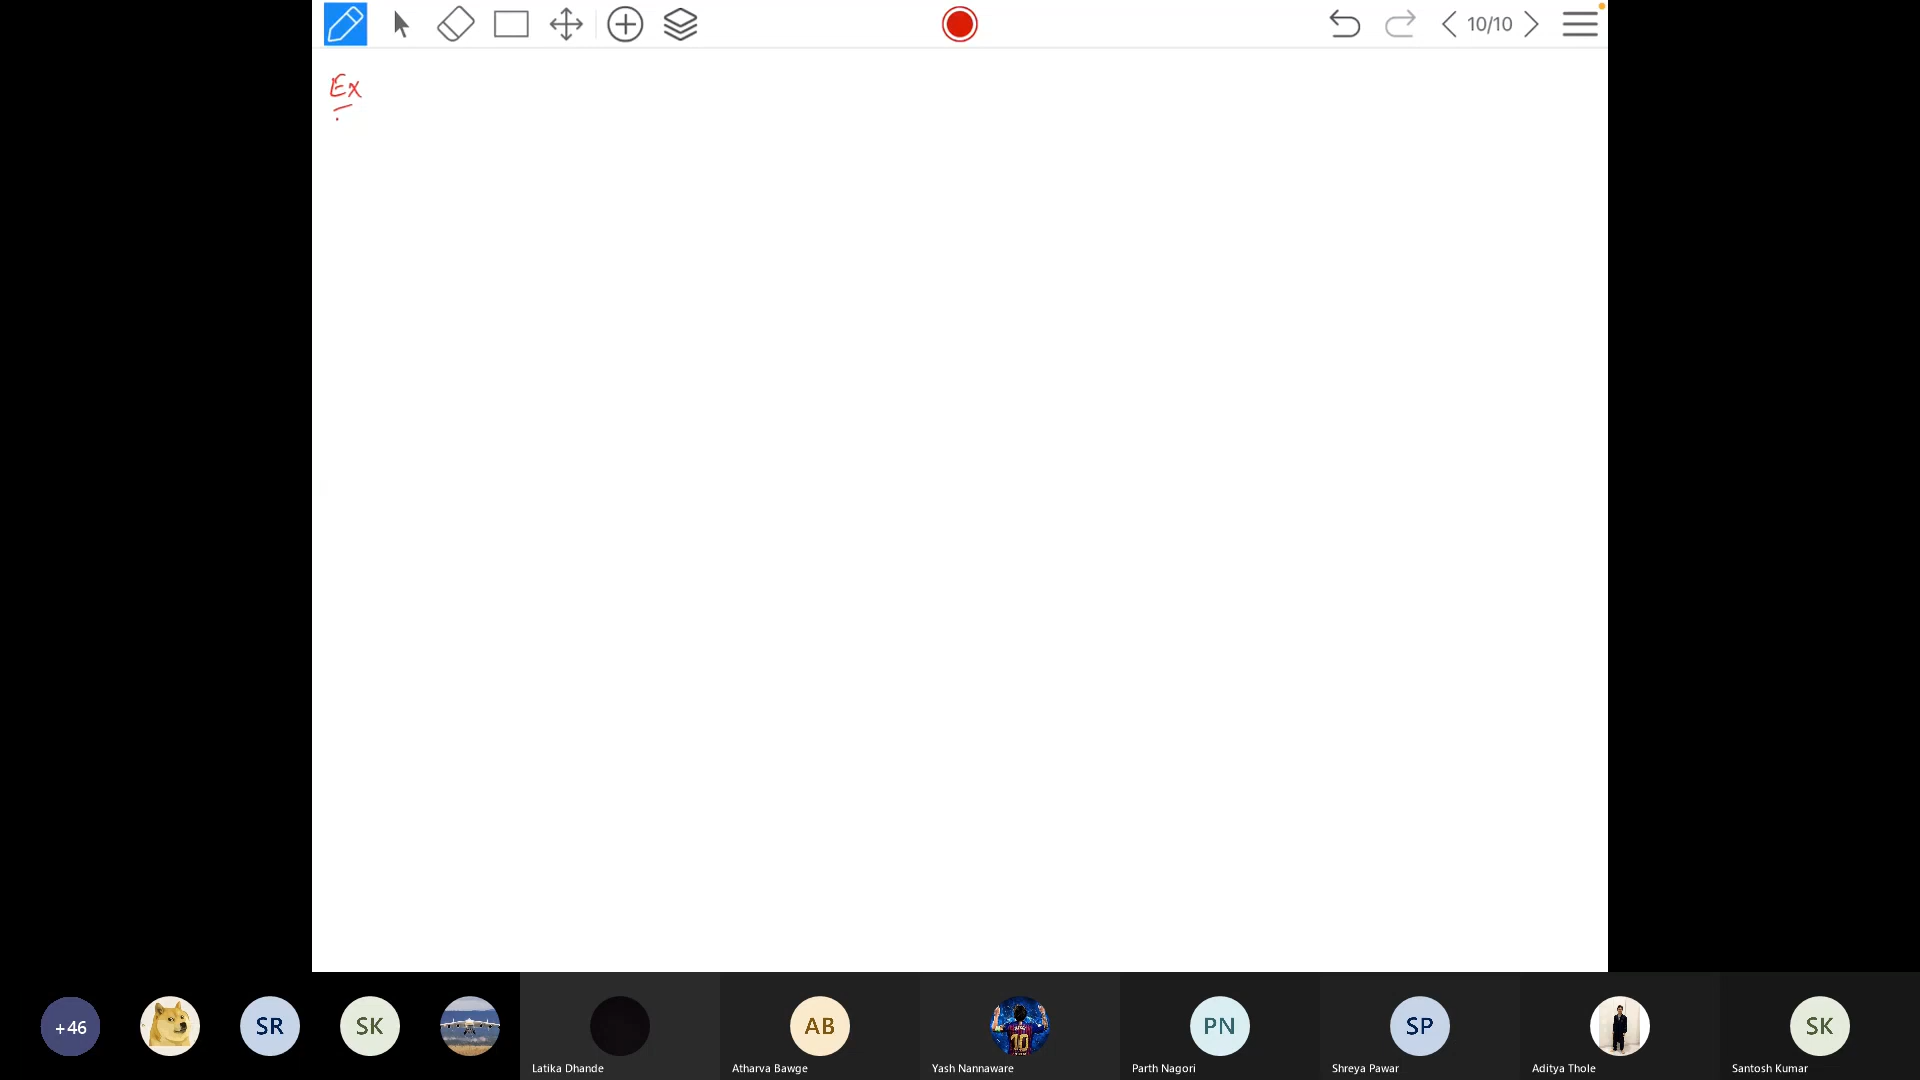 10/10
Ex
+46
SR
SK
AB
10
PN
SP
SK
Latika Dhande
Atharva Bawge
Yash Nannaware
Parth Nagori
Shreya Pawar
Aditya Thole
Santosh Kumar